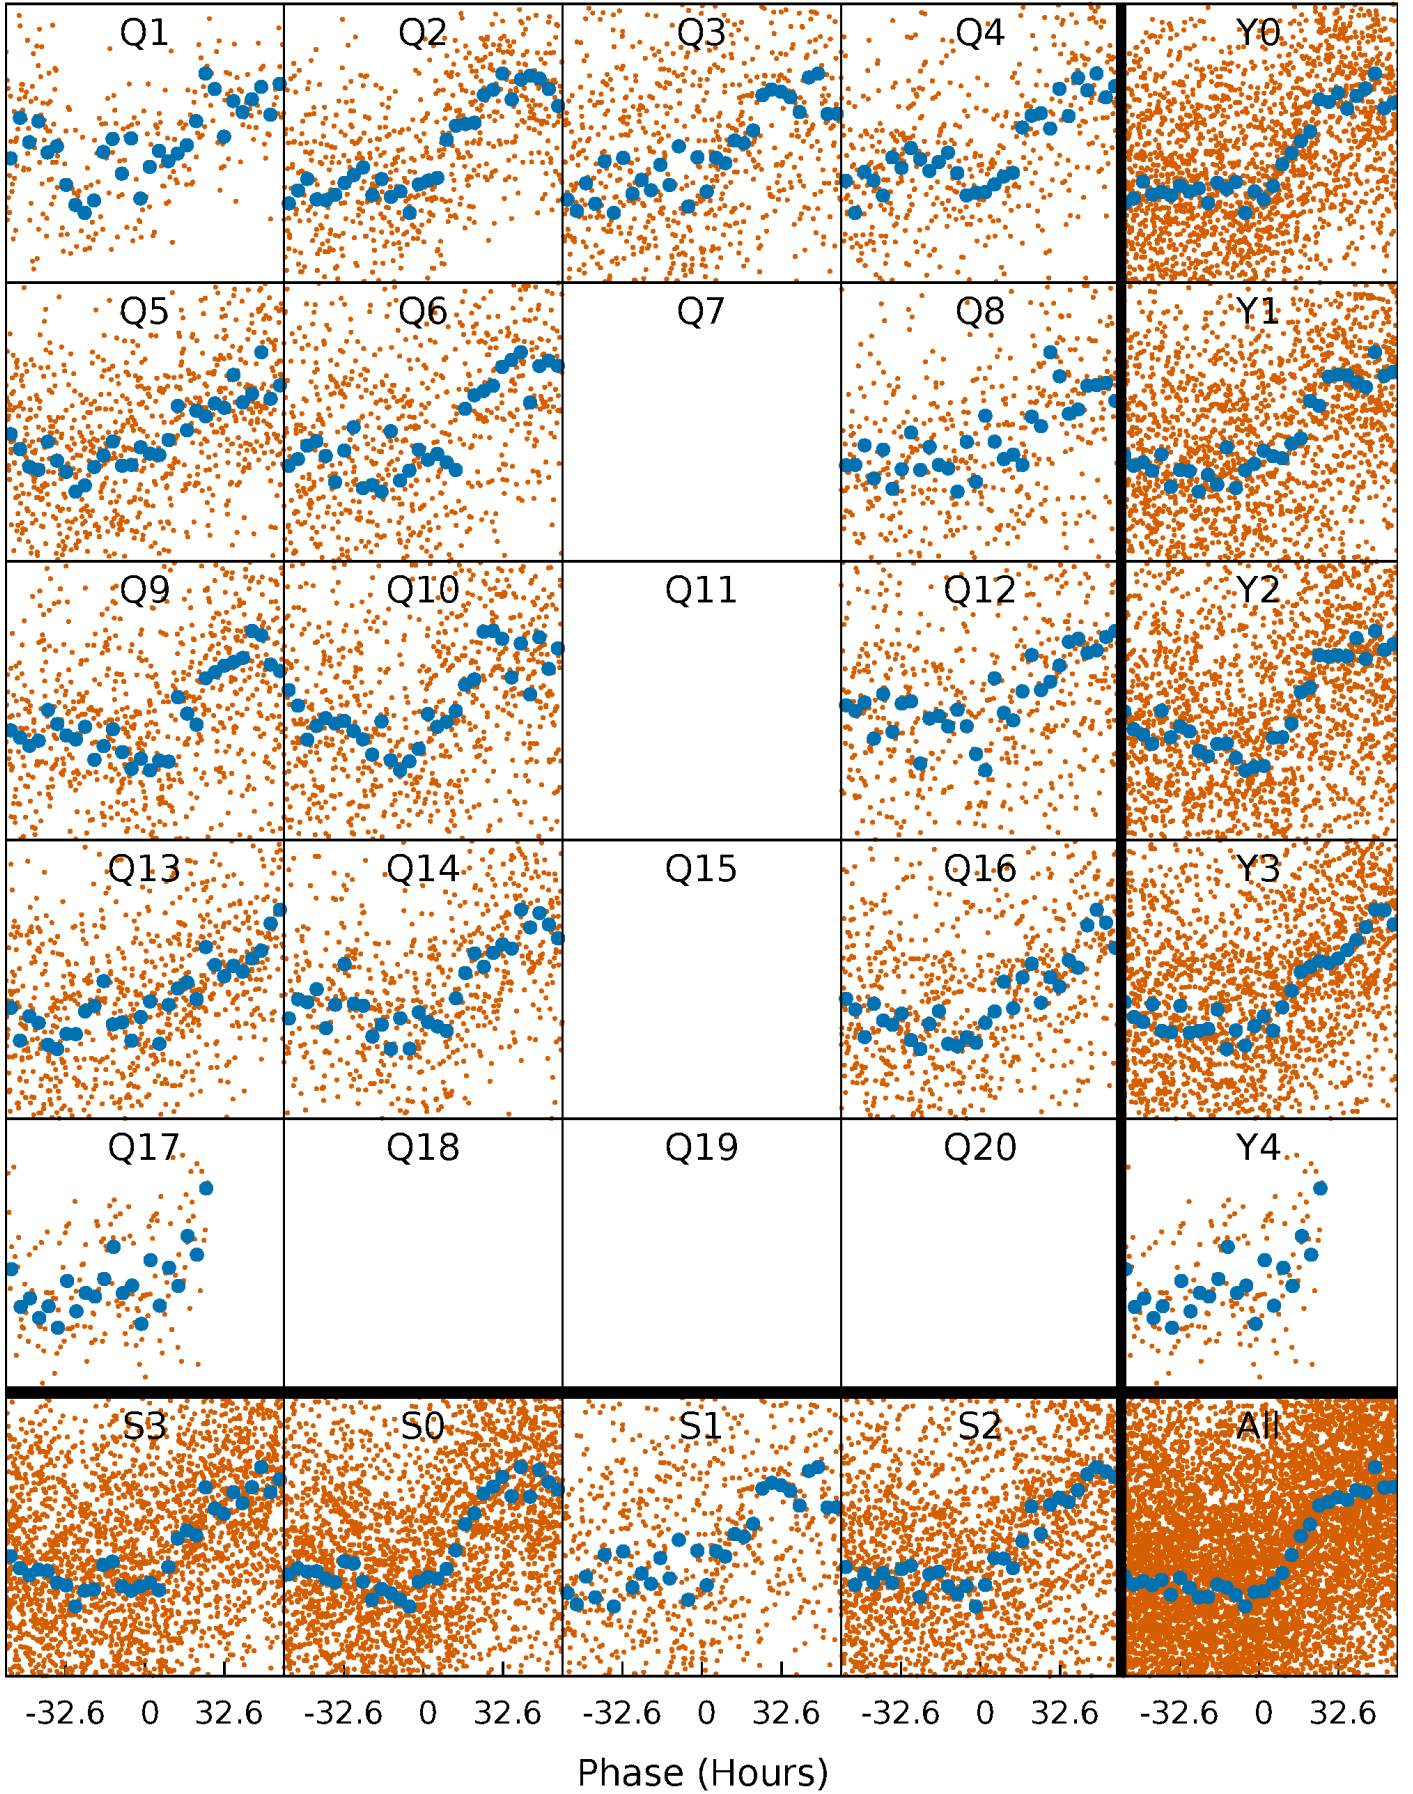 Q1 Q2 Q3 Q4 Y0
Q5 Q6 Q7 Q8 Y1
Q9 Q10 Q11 Q12 Y2
Q13 Q14 Q15 Q16 Y3
Q17 Q18 Q19 Q20 Y4
S3 S0 S1 S2 All
-32.6 0 32.6 -32.6 0 32.6 -32.6 0 32.6 -32.6 0 32.6 -32.6 0 32.6
Phase (Hours)